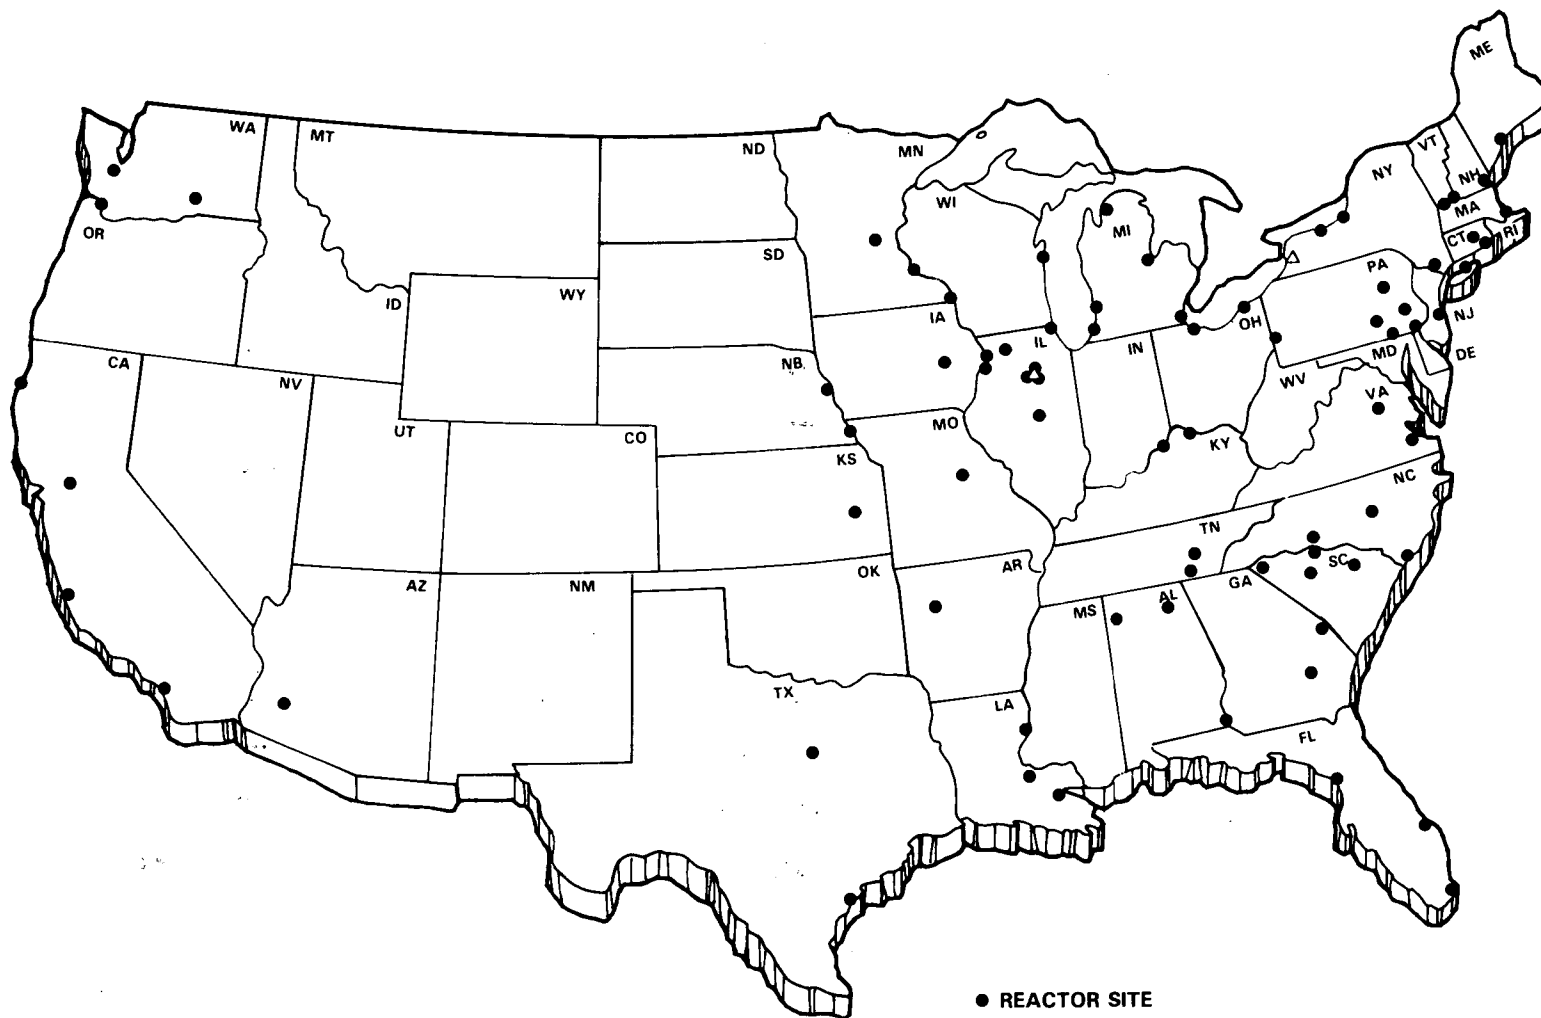 ME
WA
MT
ND
MN
VT
NY
NH
WI
MA
MI
OR
CT
RI
SD
PA
ID
WY
IA
OH
NJ
IL
IN
MD
DE
CA
NV
NB
WV
VA
UT
CO
MO
KY
KS
NC
TN
AZ
NM
OK
AR
GA
SC
MS
AL
TX
LA
FL
● REACTOR SITE